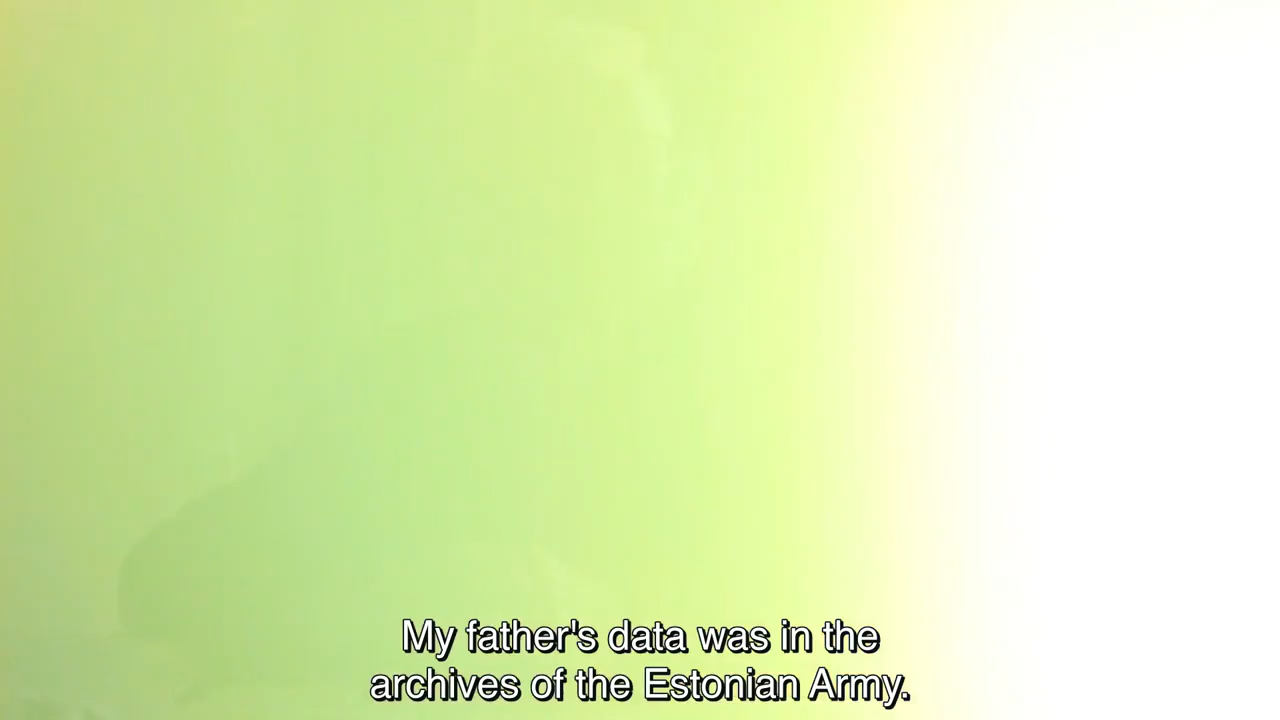 My father's data was in the
archives of the Estonian Army.